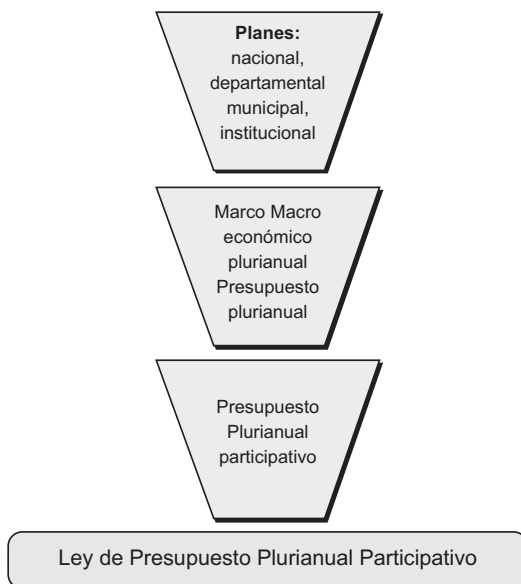 Planes:
nacional,
departamental
municipal,
institucional
Marco Macro
económico
plurianual
Presupuesto
plurianual
Presupuesto
Plurianual
participativo
Ley de Presupuesto Plurianual Participativo